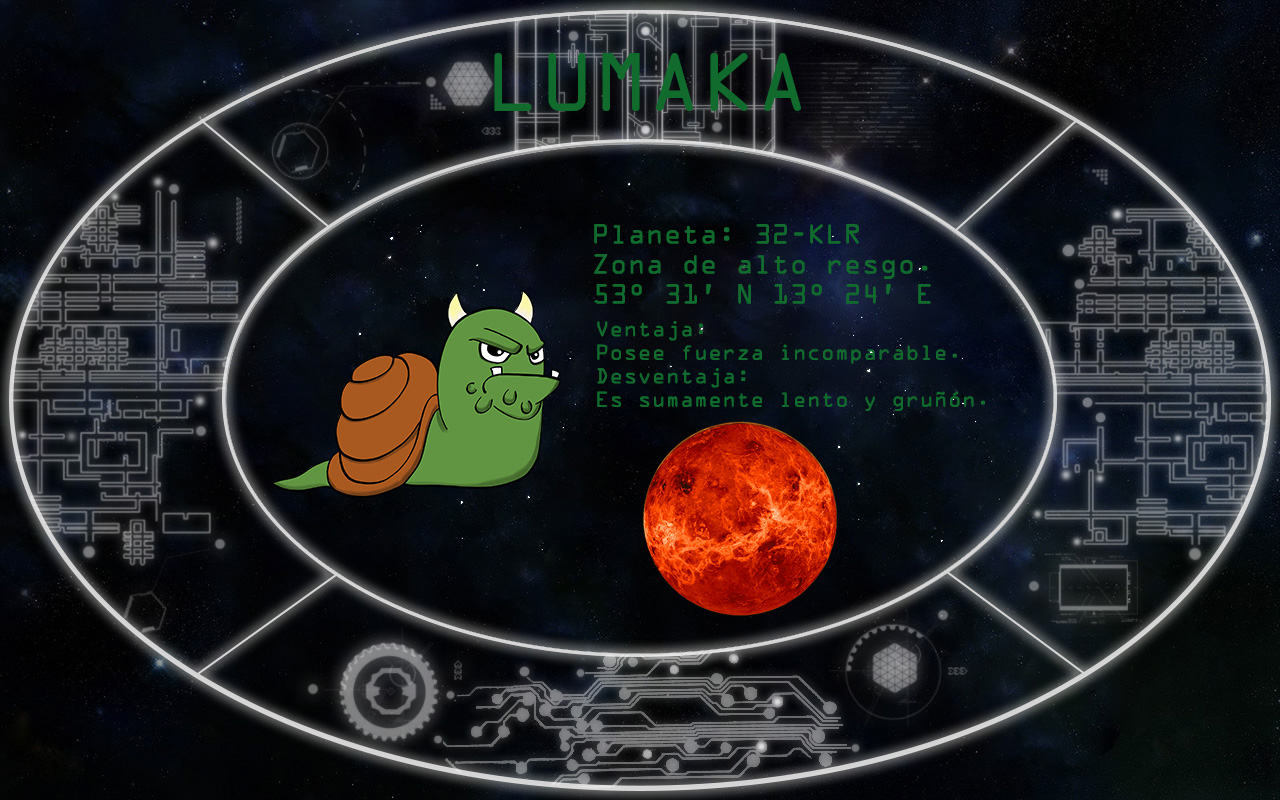 LUMAKA
Planeta: 32-KLR
Zona de alto resgo.
53º 31' N 13º 24' E
Ventaja:
Posee fuerza incomparable.
Desventaja:
Es sumamente lento y gruñón.